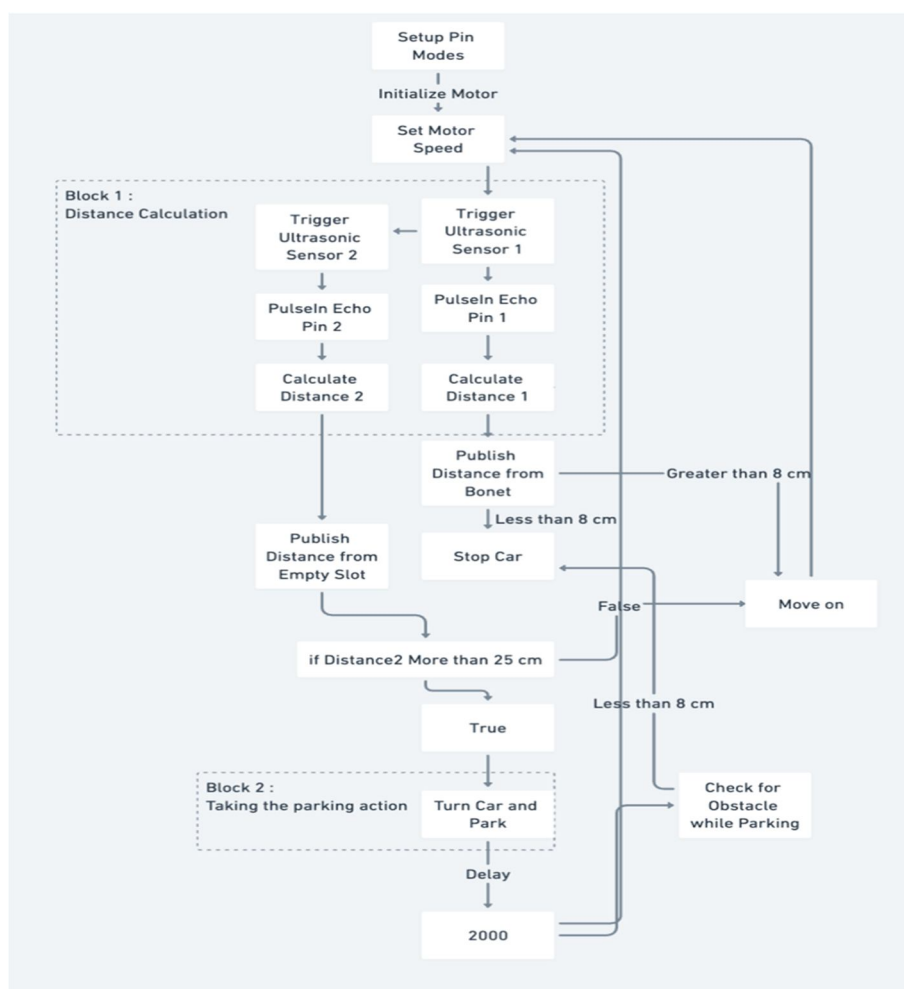 Setup Pin
Modes
Initialize Motor
Set Motor
Speed
Block 1 :
Distance Calculation
Trigger
Ultrasonic
Sensor 2
Trigger
Ultrasonic
Sensor 1
PulseIn Echo
Pin 2
PulseIn Echo
Pin 1
Calculate
Distance 2
Calculate
Distance 1
Publish
Distance from
Bonet
Greater than 8 cm
Less than 8 cm
Publish
Distance from
Empty Slot
Stop Car
False
Move on
if Distance2 More than 25 cm
Less than 8 cm
True
Block 2 :
Taking the parking action
Turn Car and
Park
Check for
Obstacle
while Parking
Delay
2000